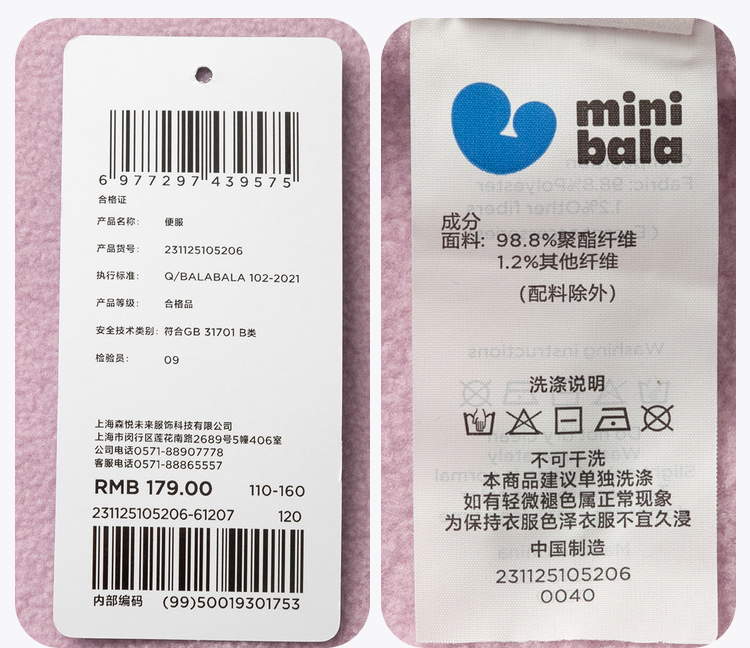 6 977297 439575
合格证
产品名称: 便服
产品货号: 231125105206
执行标准: Q/BALABALA 102-2021
产品等级: 合格品
安全技术类别: 符合GB 31701 B类
检验员: 09
上海森悦未来服饰科技有限公司
上海市闵行区莲花南路2689号5幢406室
公司电话0571-88907778
客服电话0571-88865557
RMB 179.00 110-160
231125105206-61207 120
内部编码 (99)50019301753
mini
bala
成分
面料: 98.8%聚酯纤维
1.2%其他纤维
(配料除外)
洗涤说明
不可干洗
本商品建议单独洗涤
如有轻微褪色属正常现象
为保持衣服色泽衣服不宜久浸
中国制造
231125105206
0040